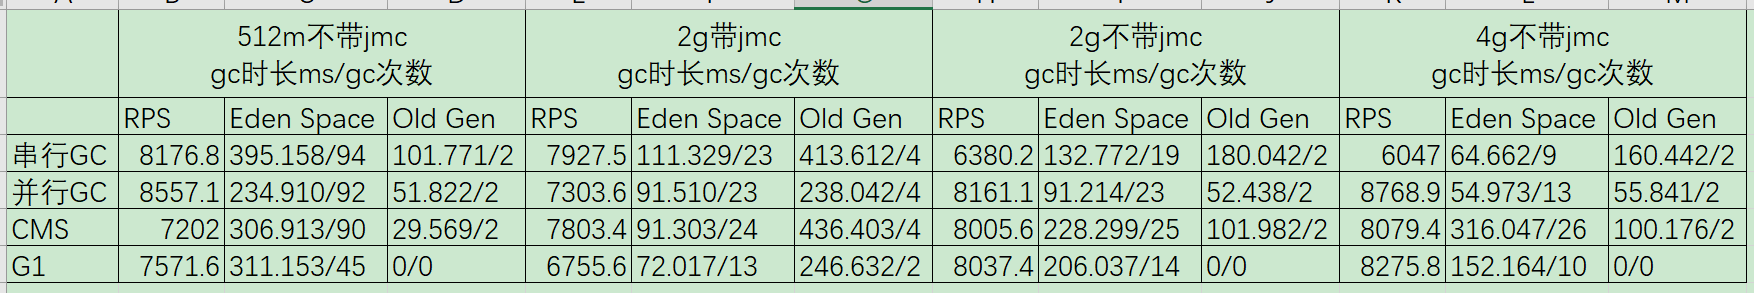 512m不带jmc 2g带jmc 2g不带jmc 4g不带jmc
gc时长ms/gc次数 gc时长ms/gc次数 gc时长ms/gc次数 gc时长ms/gc次数
RPS Eden Space Old Gen RPS Eden Space Old Gen RPS Eden Space Old Gen RPS Eden Space Old Gen
串行GC 8176.8 395.158/94 101.771/2 7927.5 111.329/23 413.612/4 6380.2 132.772/19 180.042/2 6047 64.662/9 160.442/2
并行GC 8557.1 234.910/92 51.822/2 7303.6 91.510/23 238.042/4 8161.1 91.214/23 52.438/2 8768.9 54.973/13 55.841/2
CMS 7202 306.913/90 29.569/2 7803.4 91.303/24 436.403/4 8005.6 228.299/25 101.982/2 8079.4 316.047/26 100.176/2
G1 7571.6 311.153/45 0/0 6755.6 72.017/13 246.632/2 8037.4 206.037/14 0/0 8275.8 152.164/10 0/0